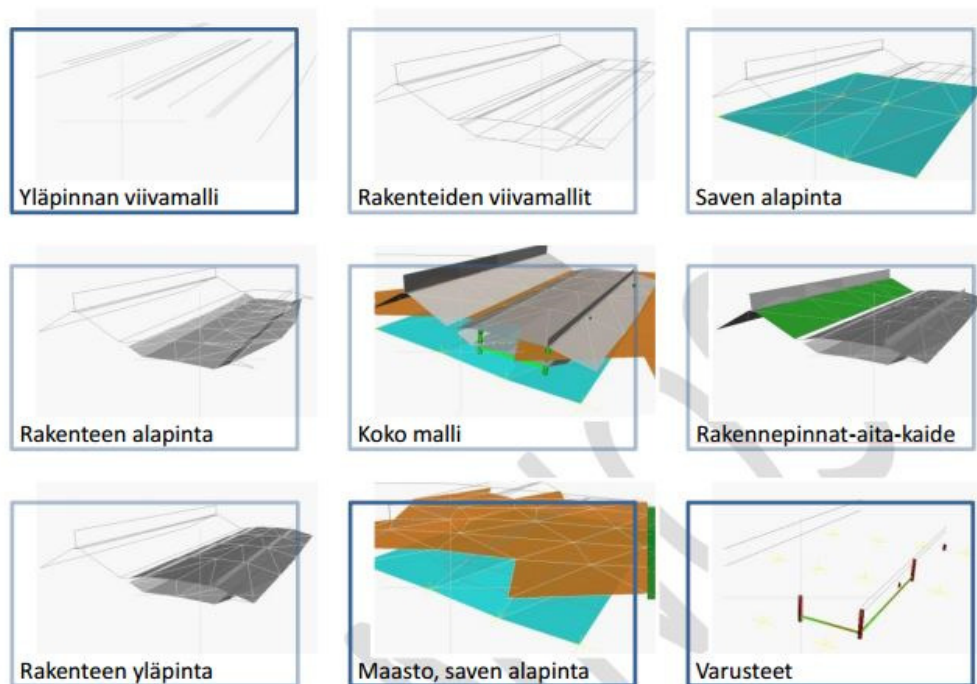 Yläpinnan viivamalli
Rakenteiden viivamallit
Saven alapinta
Rakenteen alapinta
Koko malli
Rakennepinnat-aita-kaide
Rakenteen yläpinta
Maasto, saven alapinta
Varusteet